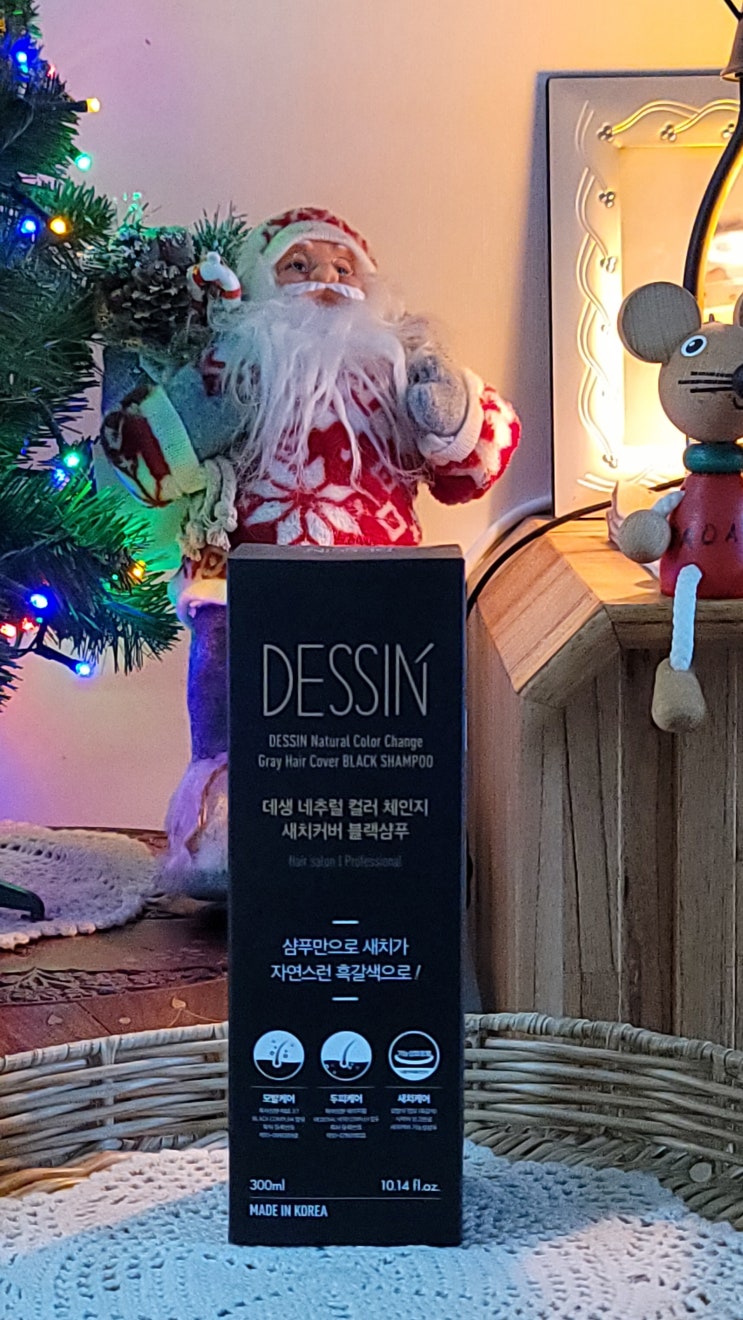 DESSIN
DESSIN Natural Color Change
Gray Hair Cover BLACK SHAMPOO
데생 네추럴 컬러 체인지
새치커버 블랙샴푸
Hair salon I Professional
샴푸만으로 새치가
자연스런 흑갈색으로!
모발케어
두피케어
새치케어
300ml
10.14 fl.oz.
MADE IN KOREA